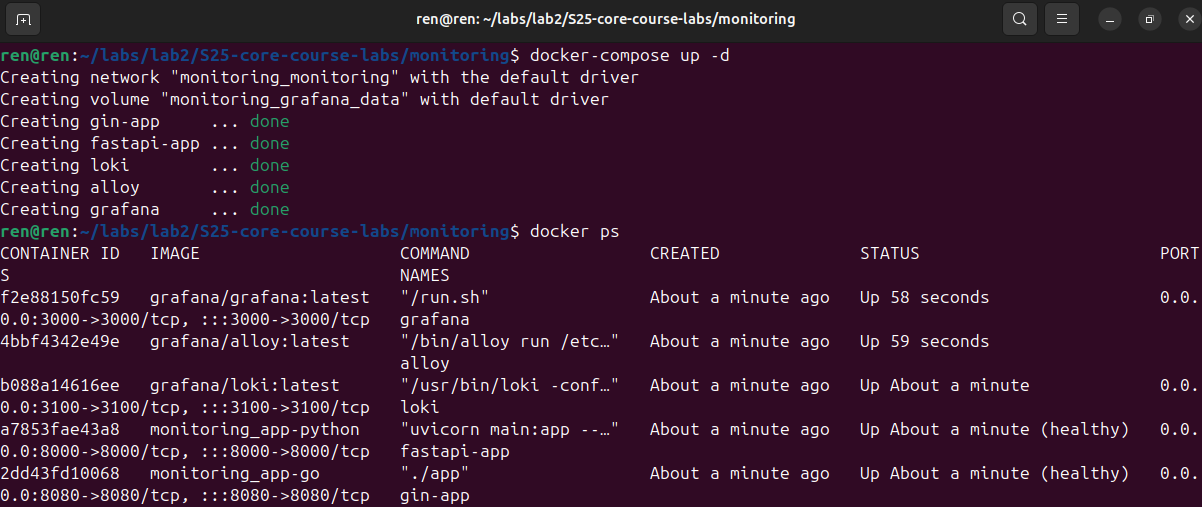 ren@ren: ~/labs/lab2/S25-core-course-labs/monitoring
ren@ren:~/labs/lab2/S25-core-course-labs/monitoring$ docker-compose up -d
Creating network "monitoring_monitoring" with the default driver
Creating volume "monitoring_grafana_data" with default driver
Creating gin-app     ... done
Creating fastapi-app ... done
Creating loki        ... done
Creating alloy       ... done
Creating grafana     ... done
ren@ren:~/labs/lab2/S25-core-course-labs/monitoring$ docker ps
CONTAINER ID   IMAGE                    COMMAND                  CREATED              STATUS                        PORT
S                                       NAMES
f2e88150fc59   grafana/grafana:latest   "/run.sh"                About a minute ago   Up 58 seconds                 0.0.
0.0:3000->3000/tcp, :::3000->3000/tcp   grafana
4bbf4342e49e   grafana/alloy:latest     "/bin/alloy run /etc…"   About a minute ago   Up 59 seconds
                                        alloy
b088a14616ee   grafana/loki:latest      "/usr/bin/loki -conf…"   About a minute ago   Up About a minute             0.0.
0.0:3100->3100/tcp, :::3100->3100/tcp   loki
a7853fae43a8   monitoring_app-python    "uvicorn main:app --…"   About a minute ago   Up About a minute (healthy)   0.0.
0.0:8000->8000/tcp, :::8000->8000/tcp   fastapi-app
2dd43fd10068   monitoring_app-go        "./app"                  About a minute ago   Up About a minute (healthy)   0.0.
0.0:8080->8080/tcp, :::8080->8080/tcp   gin-app